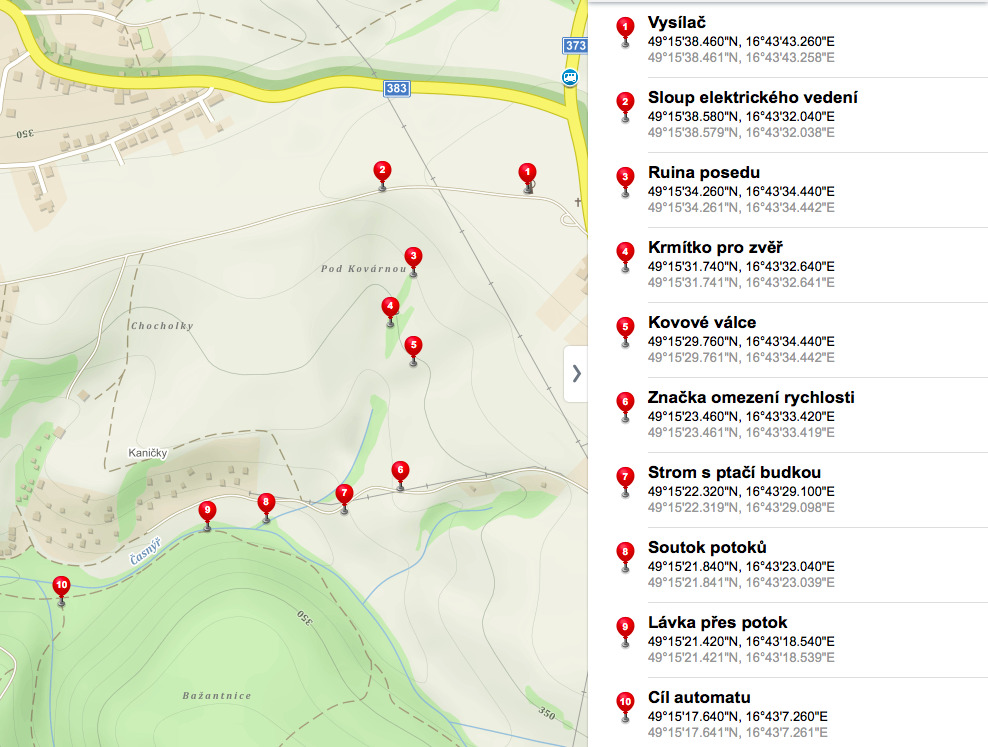 373
383
350
2
1
3
Pod Kovárnou
4
Chocholky
5
Kaničky
6
7
8
9
Časnýř
10
350
Bažantnice
350
1
Vysílač
49°15'38.460"N, 16°43'43.260"E
49°15'38.461"N, 16°43'43.258"E
2
Sloup elektrického vedení
49°15'38.580"N, 16°43'32.040"E
49°15'38.579"N, 16°43'32.038"E
3
Ruina posedu
49°15'34.260"N, 16°43'34.440"E
49°15'34.261"N, 16°43'34.442"E
4
Krmítko pro zvěř
49°15'31.740"N, 16°43'32.640"E
49°15'31.741"N, 16°43'32.641"E
5
Kovové válce
49°15'29.760"N, 16°43'34.440"E
49°15'29.761"N, 16°43'34.442"E
6
Značka omezení rychlosti
49°15'23.460"N, 16°43'33.420"E
49°15'23.461"N, 16°43'33.419"E
7
Strom s ptačí budkou
49°15'22.320"N, 16°43'29.100"E
49°15'22.319"N, 16°43'29.098"E
8
Soutok potoků
49°15'21.840"N, 16°43'23.040"E
49°15'21.841"N, 16°43'23.039"E
9
Lávka přes potok
49°15'21.420"N, 16°43'18.540"E
49°15'21.421"N, 16°43'18.539"E
10
Cíl automatu
49°15'17.640"N, 16°43'7.260"E
49°15'17.641"N, 16°43'7.261"E